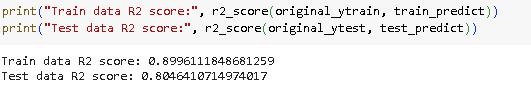 print("Train data R2 score:", r2_score(original_ytrain, train_predict))
print("Test data R2 score:", r2_score(original_ytest, test_predict))
Train data R2 score: 0.8996111848681259
Test data R2 score: 0.8046410714974017